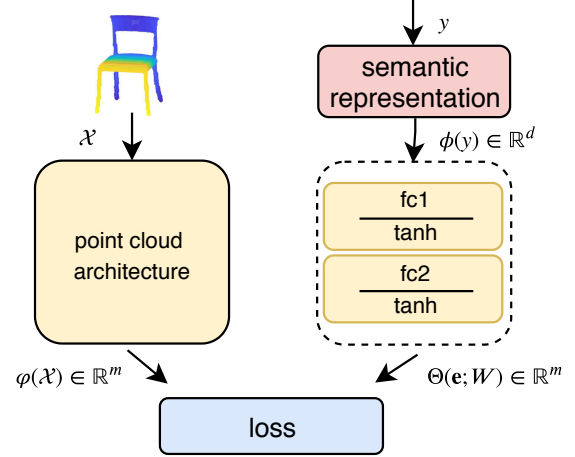 y
semantic
representation
𝒳
ϕ(y) ∈ ℝ^d
point cloud
architecture
fc1
tanh
fc2
tanh
φ(𝒳) ∈ ℝ^m
Θ(e; W) ∈ ℝ^m
loss